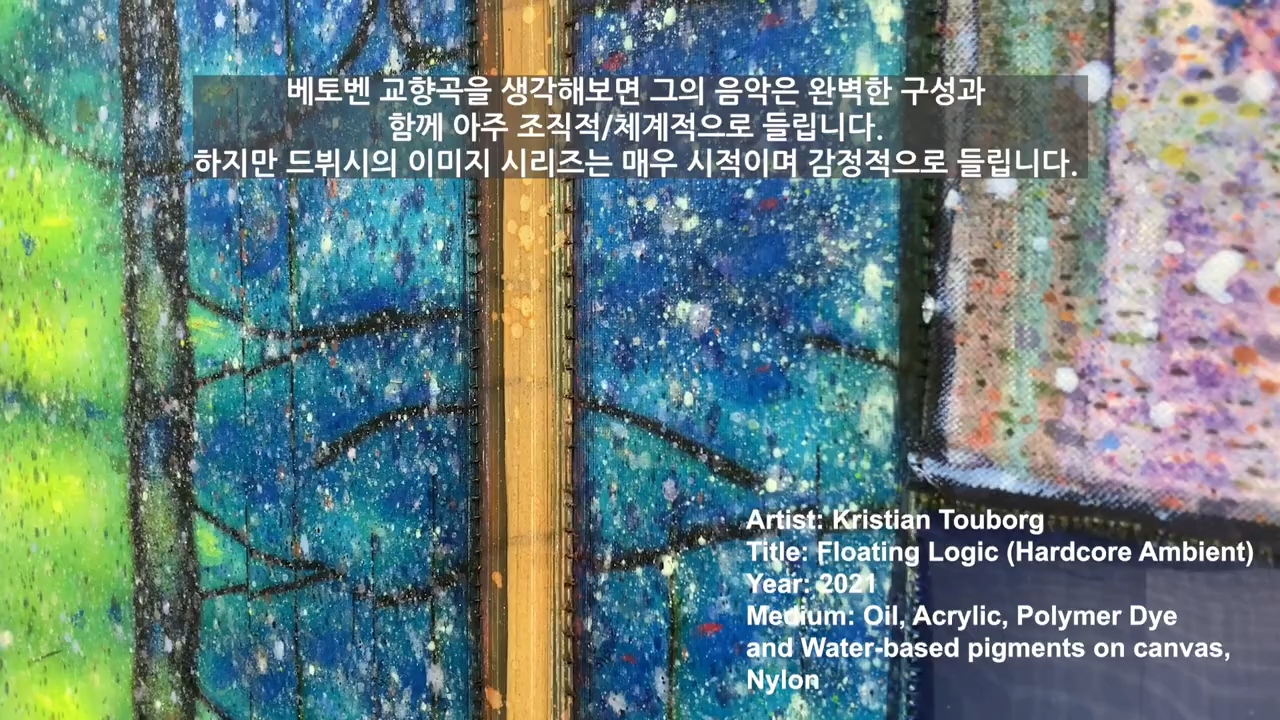 베토벤 교향곡을 생각해보면 그의 음악은 완벽한 구성과
함께 아주 조직적/체계적으로 들립니다.
하지만 드뷔시의 이미지 시리즈는 매우 시적이며 감정적으로 들립니다.
Artist: Kristian Touborg
Title: Floating Logic (Hardcore Ambient)
Year: 2021
Medium: Oil, Acrylic, Polymer Dye
and Water-based pigments on canvas,
Nylon